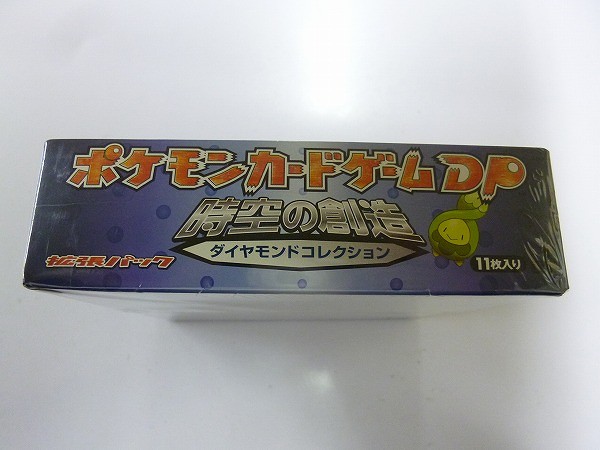 ポケモンカードゲームDP
時空の創造
ダイヤモンドコレクション
拡張パック
11枚入り